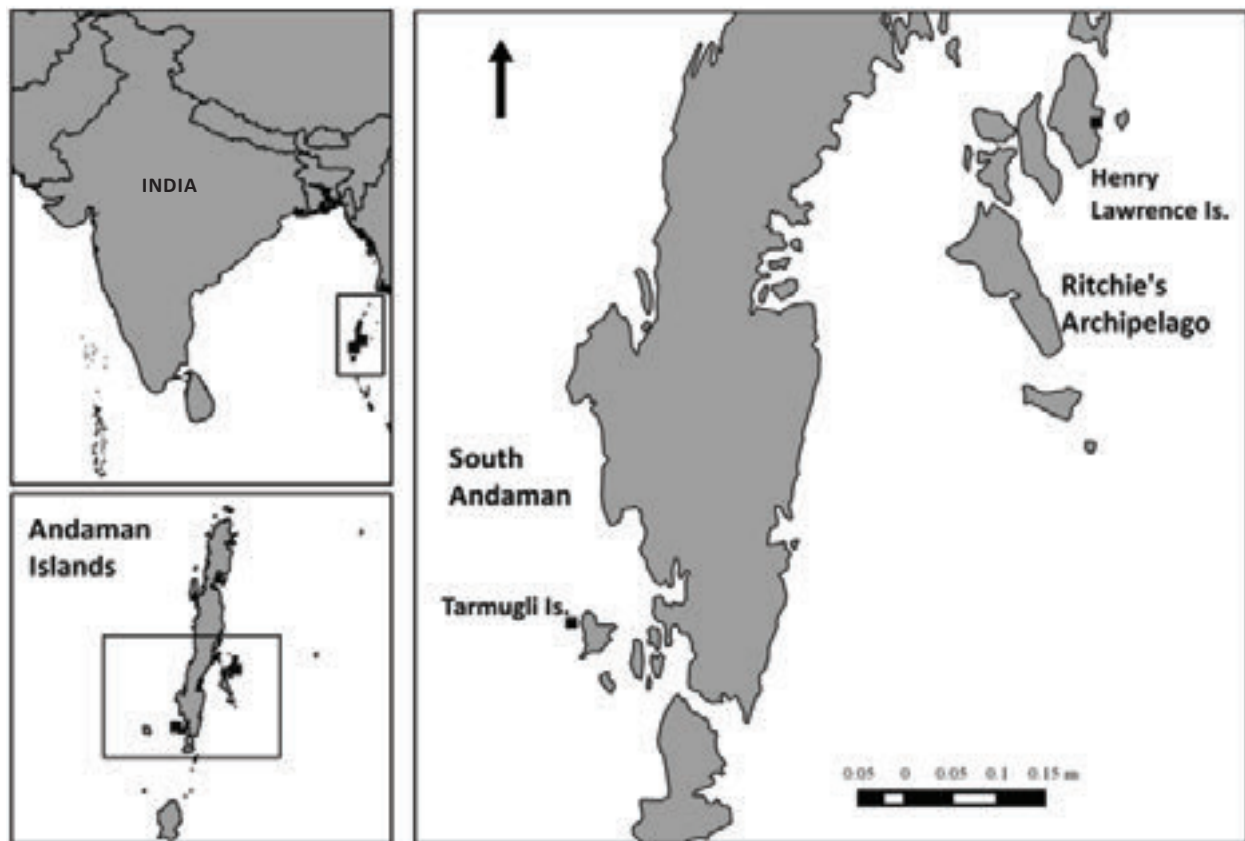 INDIA
Andaman
Islands
Henry
Lawrence Is.
Ritchie's
Archipelago
South
Andaman
Tarmugli Is.
0.05 0 0.05 0.1 0.15 m